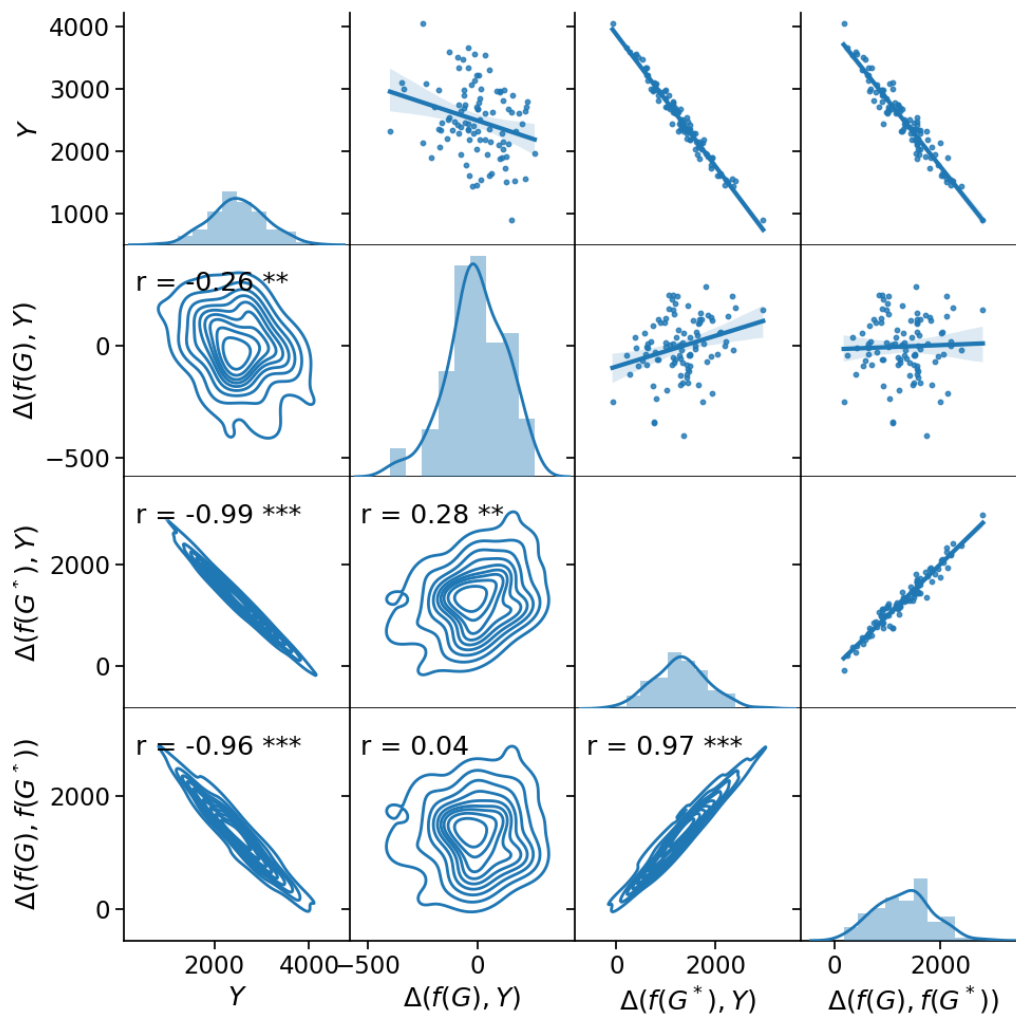 4000
3000
2000
1000
Y
r = -0.26 **
0
−500
Δ(f(G), Y)
r = -0.99 ***
r = 0.28 **
2000
0
Δ(f(G*), Y)
r = -0.96 ***
r = 0.04
r = 0.97 ***
2000
0
Δ(f(G), f(G*))
2000 4000 −500 0 0 2000 0 2000
Y Δ(f(G), Y) Δ(f(G*), Y) Δ(f(G), f(G*))